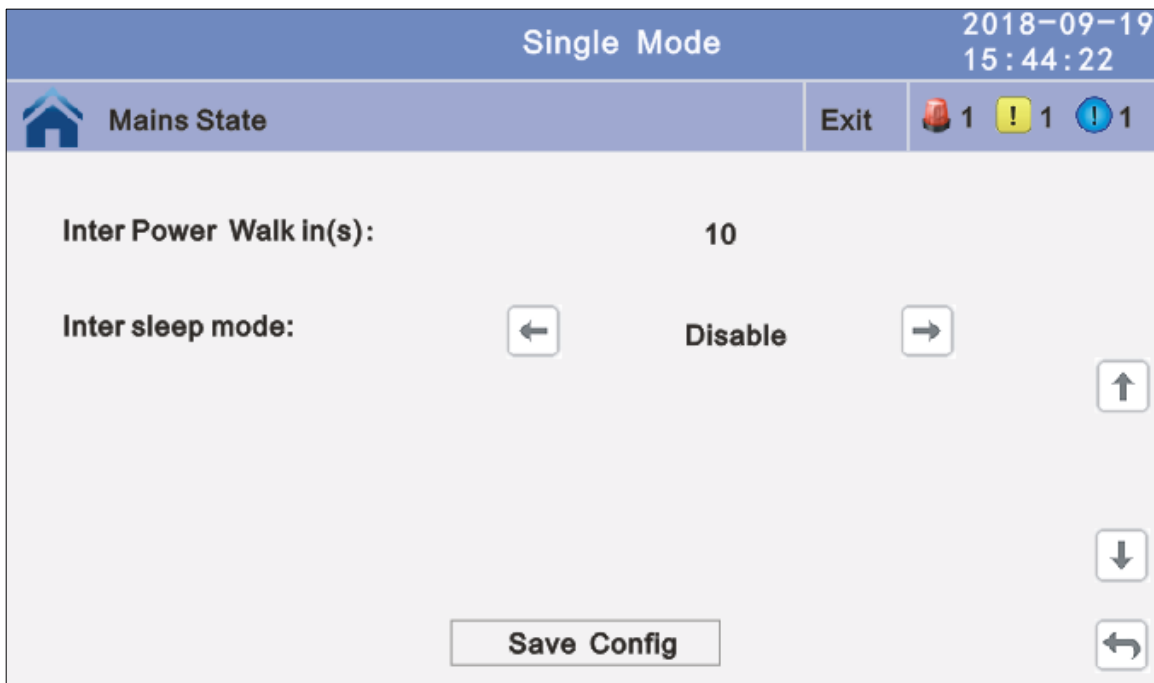 Single Mode
2018-09-19
15:44:22
Mains State
Exit
1
! 1
! 1
Inter Power Walk in(s):
10
Inter sleep mode:
Disable
Save Config